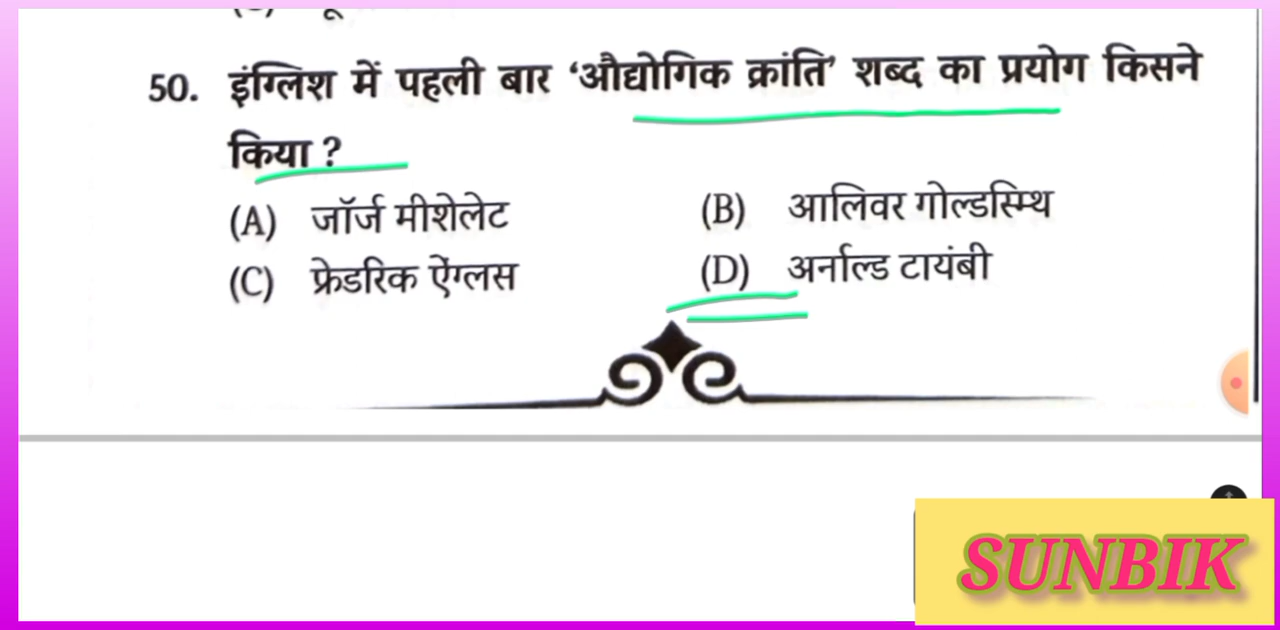 50. इंग्लिश में पहली बार ‘औद्योगिक क्रांति’ शब्द का प्रयोग किसने
किया ?
(A) जॉर्ज मीशेलेट (B) आलिवर गोल्डस्मिथ
(C) फ्रेडरिक ऐंग्लस (D) अर्नाल्ड टायंबी
SUNBIK